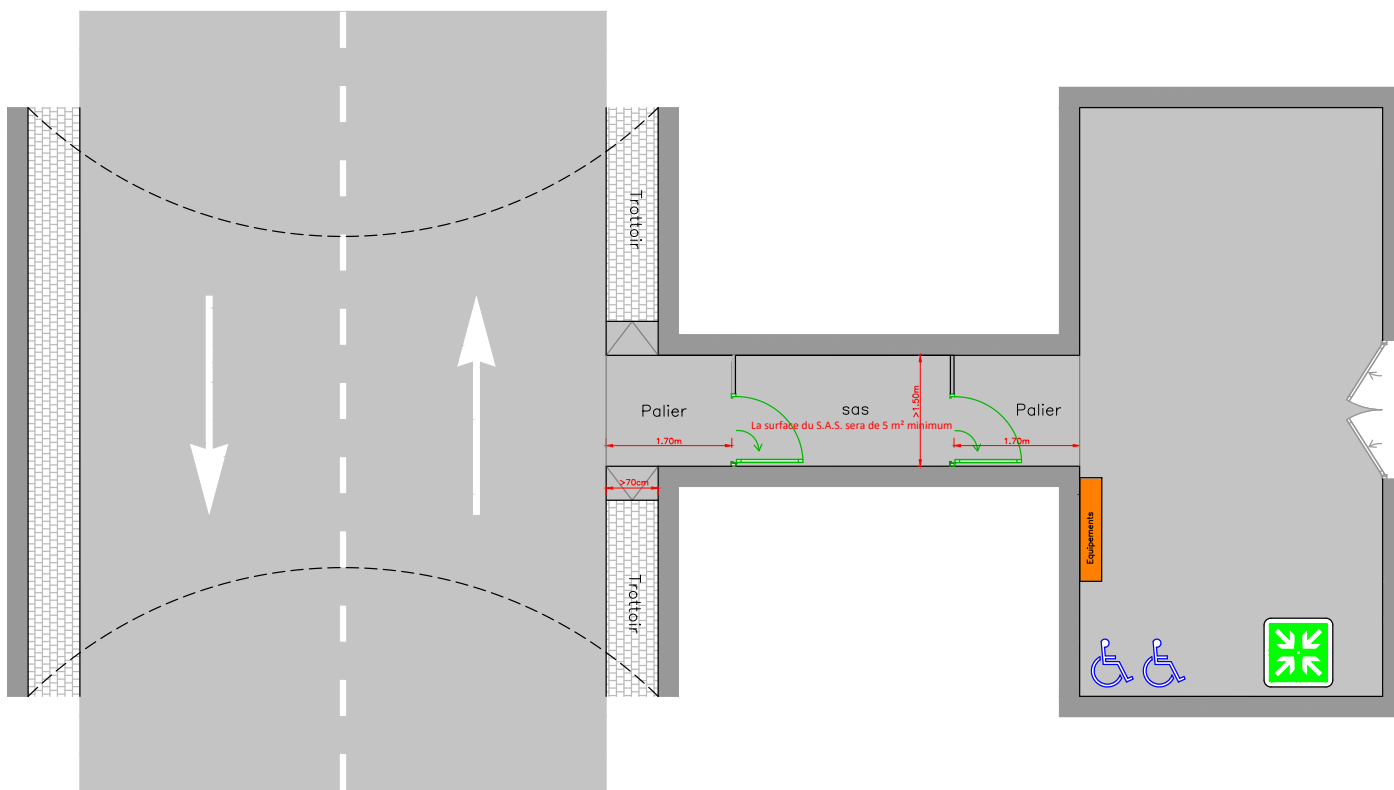 Trottoir
Palier
sas
Palier
La surface du S.A.S. sera de 5 m² minimum
>1.50m
1.70m
1.70m
>70cm
Equipements
Trottoir